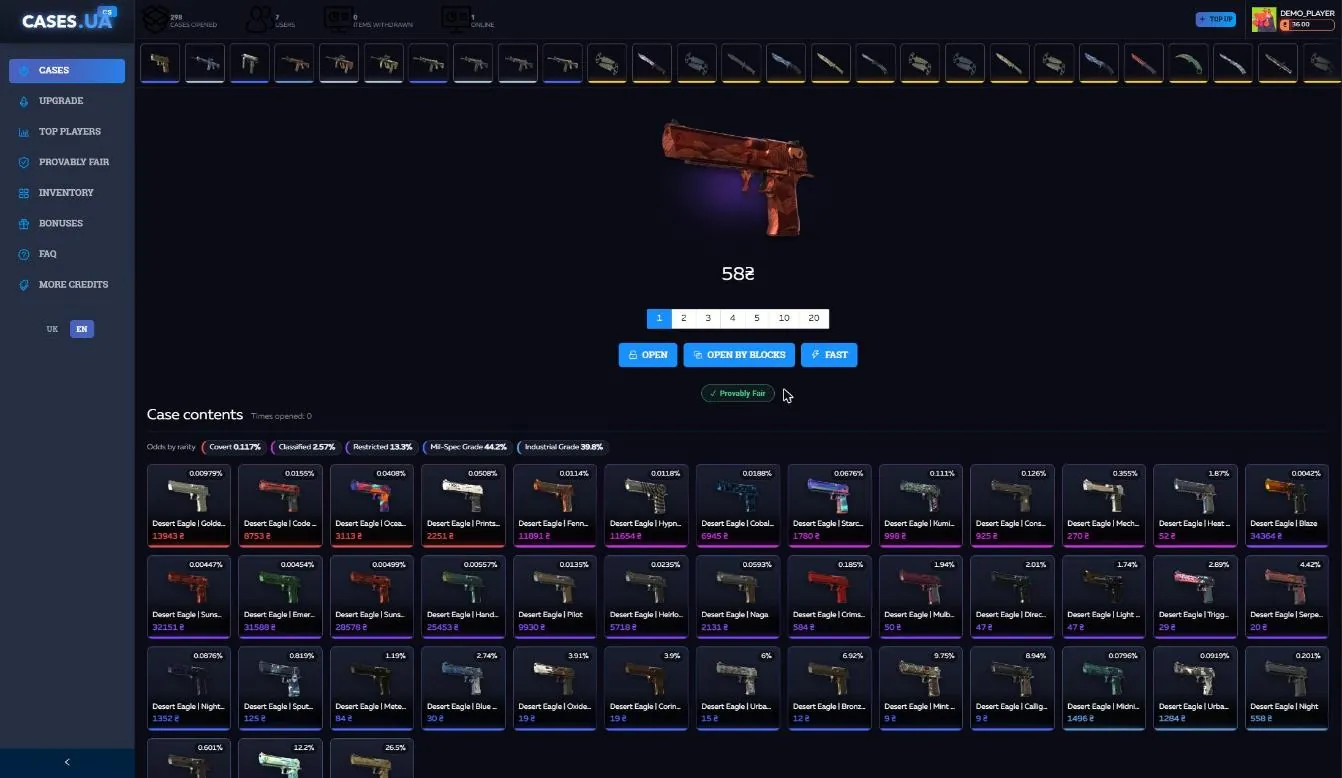 CASES.UA
CS
298
CASES OPENED
7
USERS
0
ITEMS WITHDRAWN
ONLINE
+ TOP UP
DEMO_PLAYER
36.00
CASES
UPGRADE
TOP PLAYERS
PROVABLY FAIR
INVENTORY
BONUSES
FAQ
MORE CREDITS
UK EN
<
58₴
1 2 3 4 5 10 20
OPEN OPEN BY BLOCKS FAST
✓ Provably Fair
Case contents Times opened: 0
Odds by rarity Covert 0.117% Classified 2.57% Restricted 13.3% Mil-Spec Grade 44.2% Industrial Grade 39.8%
0.00979% 0.0155% 0.0408% 0.0508% 0.0114% 0.0118% 0.0188% 0.0676% 0.111% 0.126% 0.355% 1.87% 0.0042%
Desert Eagle | Golde... Desert Eagle | Code ... Desert Eagle | Ocea... Desert Eagle | Prints... Desert Eagle | Fenn... Desert Eagle | Hypn... Desert Eagle | Cobal... Desert Eagle | Starc... Desert Eagle | Kumi... Desert Eagle | Cons... Desert Eagle | Mech... Desert Eagle | Heat ... Desert Eagle | Blaze
13943 ₴ 8753 ₴ 3113 ₴ 2251 ₴ 11891 ₴ 11654 ₴ 6945 ₴ 1780 ₴ 998 ₴ 925 ₴ 270 ₴ 52 ₴ 34364 ₴
0.00447% 0.00454% 0.00499% 0.00557% 0.0135% 0.0235% 0.0593% 0.185% 1.94% 2.01% 1.74% 2.89% 4.42%
Desert Eagle | Suns... Desert Eagle | Emer... Desert Eagle | Suns... Desert Eagle | Hand... Desert Eagle | Pilot Desert Eagle | Heirlo... Desert Eagle | Naga Desert Eagle | Crims... Desert Eagle | Mulb... Desert Eagle | Direc... Desert Eagle | Light ... Desert Eagle | Trigg... Desert Eagle | Serpe...
32151 ₴ 31588 ₴ 28578 ₴ 25453 ₴ 9930 ₴ 5718 ₴ 2131 ₴ 584 ₴ 50 ₴ 47 ₴ 47 ₴ 29 ₴ 20 ₴
0.0876% 0.819% 1.19% 2.74% 3.91% 3.9% 6% 6.92% 9.75% 8.94% 0.0796% 0.0919% 0.201%
Desert Eagle | Night... Desert Eagle | Sput... Desert Eagle | Mete... Desert Eagle | Blue ... Desert Eagle | Oxide... Desert Eagle | Corin... Desert Eagle | Urba... Desert Eagle | Bronz... Desert Eagle | Mint ... Desert Eagle | Callig... Desert Eagle | Midni... Desert Eagle | Urba... Desert Eagle | Night
1352 ₴ 125 ₴ 84 ₴ 30 ₴ 19 ₴ 19 ₴ 15 ₴ 12 ₴ 9 ₴ 9 ₴ 1496 ₴ 1284 ₴ 558 ₴
0.601% 12.2% 26.5%